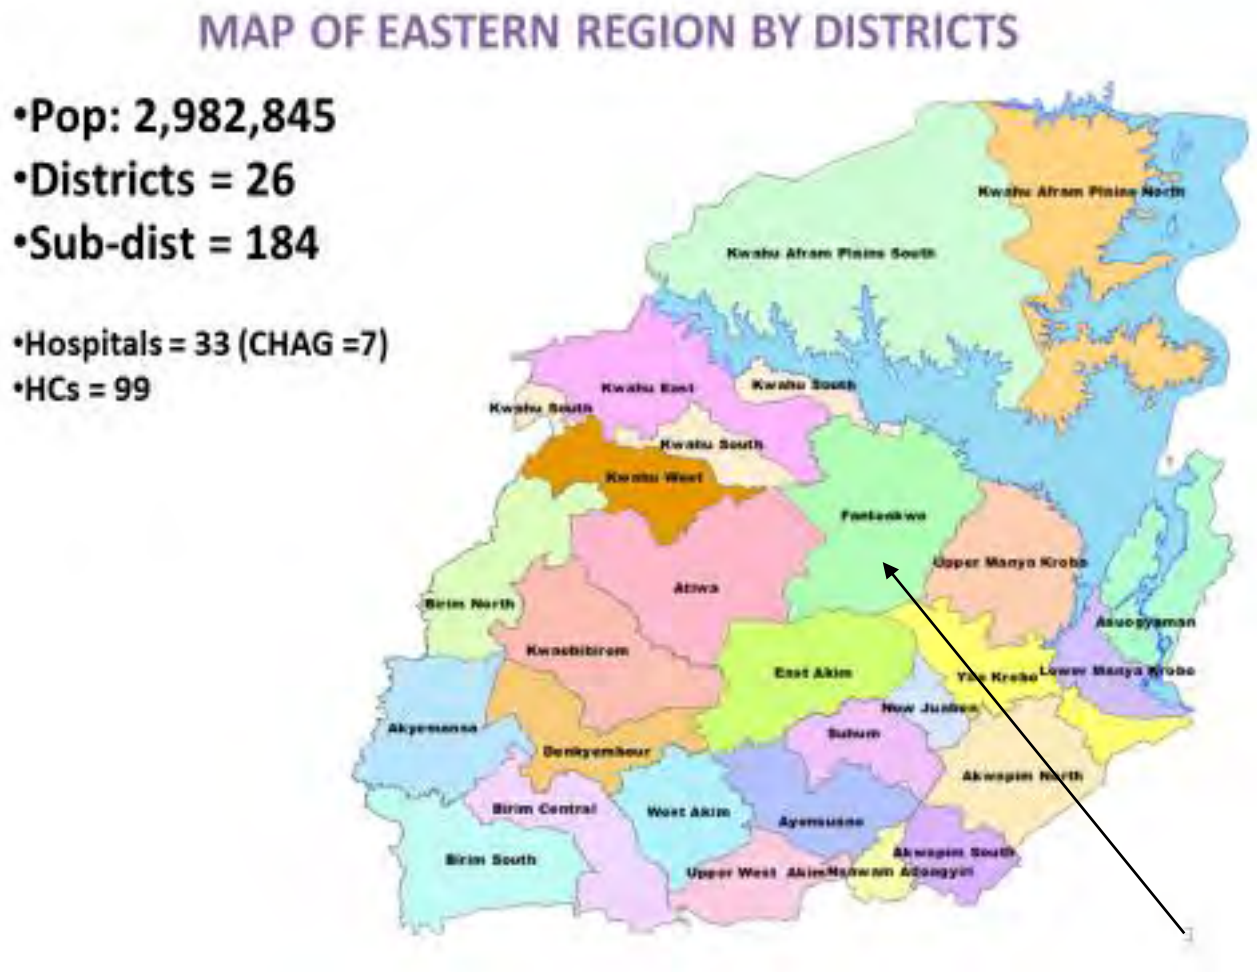 MAP OF EASTERN REGION BY DISTRICTS
•Pop: 2,982,845
•Districts = 26
•Sub-dist = 184
•Hospitals = 33 (CHAG =7)
•HCs = 99
Kwahu Afram Plains North
Kwahu Afram Plains South
Kwahu East
Kwahu South
Kwahu South
Kwahu South
Kwahu West
Fanteakwa
Upper Manya Krobo
Atiwa
Birim North
Asuogyaman
Kwaebibirem
East Akim
Yilo Krobo
Lower Manya Krobo
New Juaben
Akyemansa
Suhum
Denkyembour
Akwapim North
Birim Central
West Akim
Ayensuano
Akwapim South
Birim South
Upper West Akim
Nsawam Adoagyiri